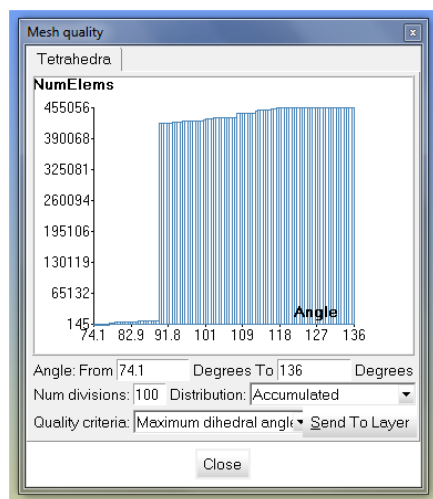 Mesh quality
Tetrahedra
NumElems
455056
390068
325081
260094
195106
130119
65132
145
Angle
74.1 82.9 91.8 101 109 118 127 136
Angle: From 74.1 Degrees To 136 Degrees
Num divisions: 100 Distribution: Accumulated
Quality criteria: Maximum dihedral angle Send To Layer
Close